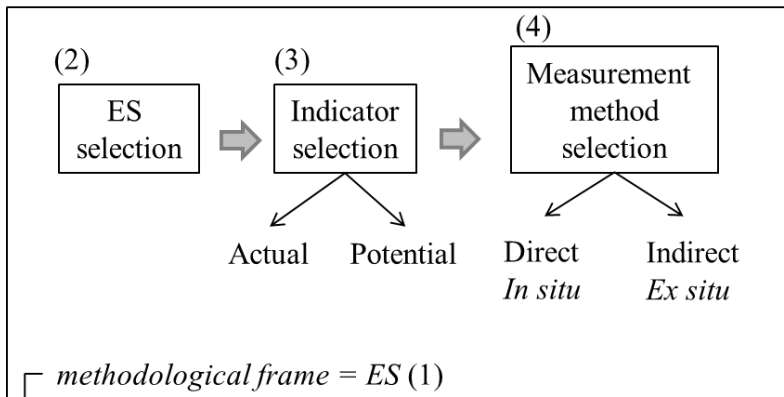 (2)
ES
selection
(3)
Indicator
selection
(4)
Measurement
method
selection
Actual
Potential
Direct
In situ
Indirect
Ex situ
methodological frame = ES (1)